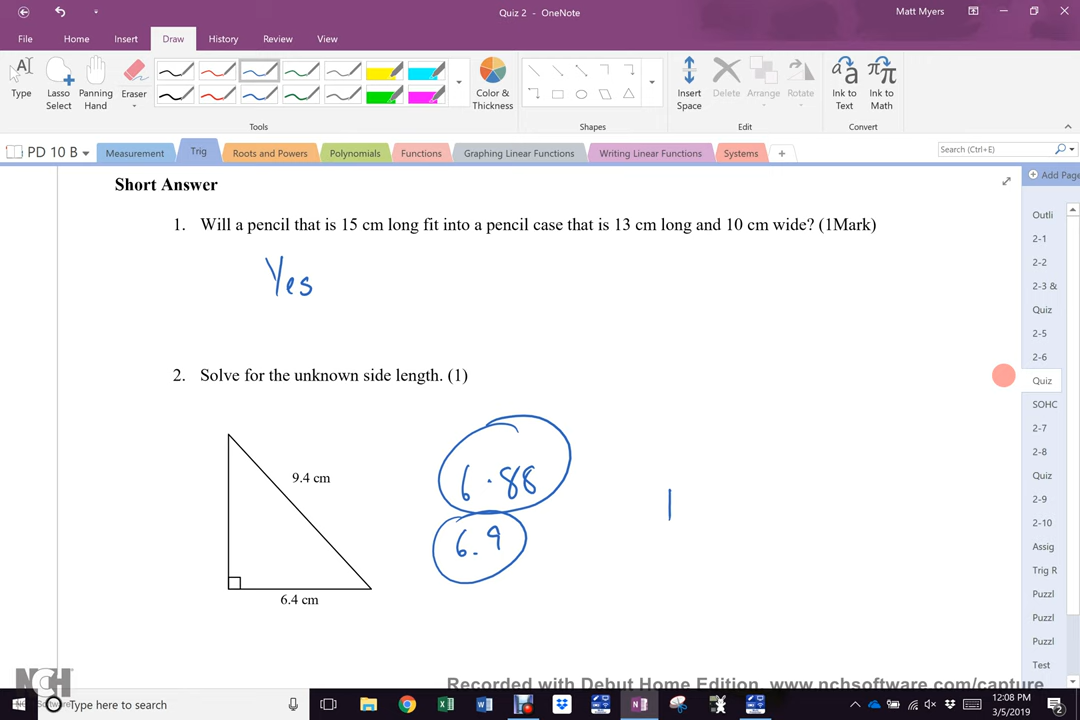 Quiz 2 - OneNote
Matt Myers
File Home Insert Draw History Review View
Type
Lasso Select
Panning Hand
Eraser
Color & Thickness
Insert Space
Delete
Arrange
Rotate
Ink to Text
Ink to Math
Tools
Shapes
Edit
Convert
PD 10 B
Measurement Trig Roots and Powers Polynomials Functions Graphing Linear Functions Writing Linear Functions Systems +
Search (Ctrl+E)
Add Page
Short Answer
1. Will a pencil that is 15 cm long fit into a pencil case that is 13 cm long and 10 cm wide? (1Mark)
Yes
2. Solve for the unknown side length. (1)
9.4 cm
6.4 cm
6.88
6.9
Outli
2-1
2-2
2-3 &
Quiz
2-5
2-6
Quiz
SOHC
2-7
2-8
Quiz
2-9
2-10
Assig
Trig R
Puzzl
Puzzl
Puzzl
Test
NCH
Software
Recorded with Debut Home Edition www.nchsoftware.com/capture
Type here to search
12:08 PM
3/5/2019
2